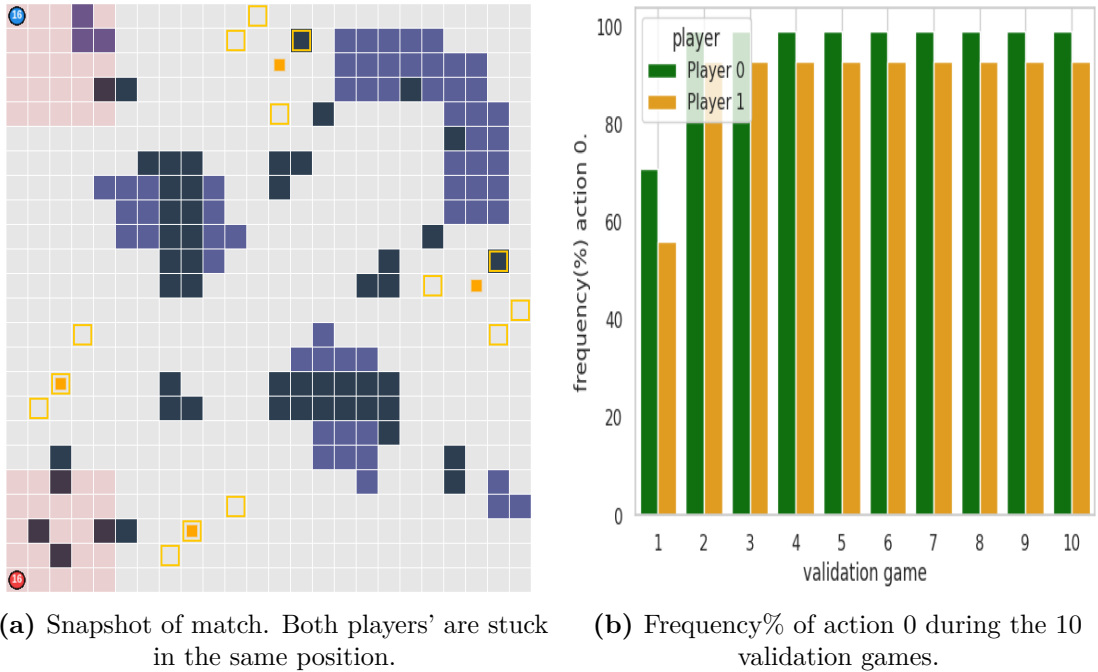 16
16
100
80
60
40
20
0
frequency(%) action 0.
player
Player 0
Player 1
1 2 3 4 5 6 7 8 9 10
validation game
(a) Snapshot of match. Both players' are stuck
in the same position.
(b) Frequency% of action 0 during the 10
validation games.